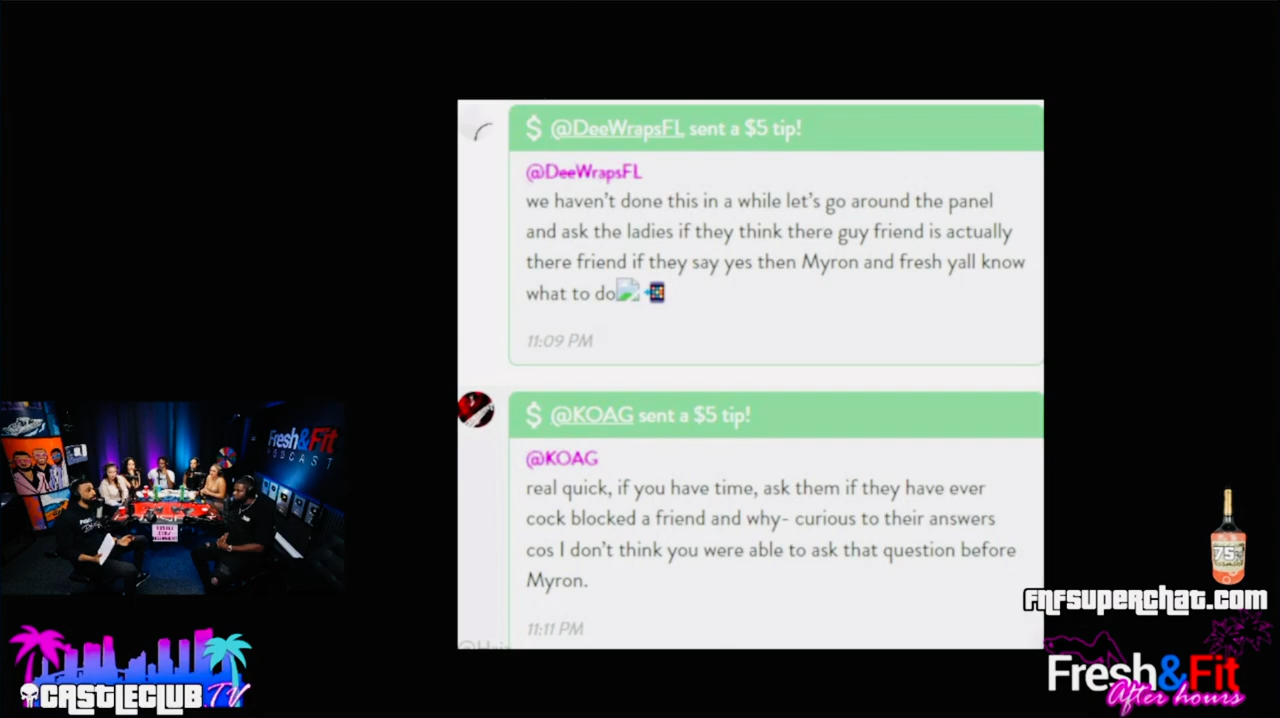 $ @DeeWrapsFL sent a $5 tip!
@DeeWrapsFL
we haven't done this in a while let's go around the panel
and ask the ladies if they think there guy friend is actually
there friend if they say yes then Myron and fresh yall know
what to do
11:09 PM
$ @KOAG sent a $5 tip!
@KOAG
real quick, if you have time, ask them if they have ever
cock blocked a friend and why- curious to their answers
cos I don't think you were able to ask that question before
Myron.
11:11 PM
Fresh&Fit
PODCAST
75%
FNFSUPERCHAT.COM
CASTLECLUB.TV
Fresh&Fit
After hours